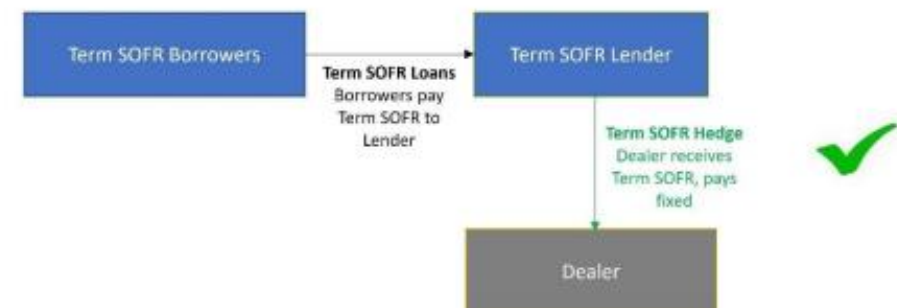 Term SOFR Borrowers
Term SOFR Loans
Borrowers pay
Term SOFR to
Lender
Term SOFR Lender
Term SOFR Hedge
Dealer receives
Term SOFR, pays
fixed
Dealer